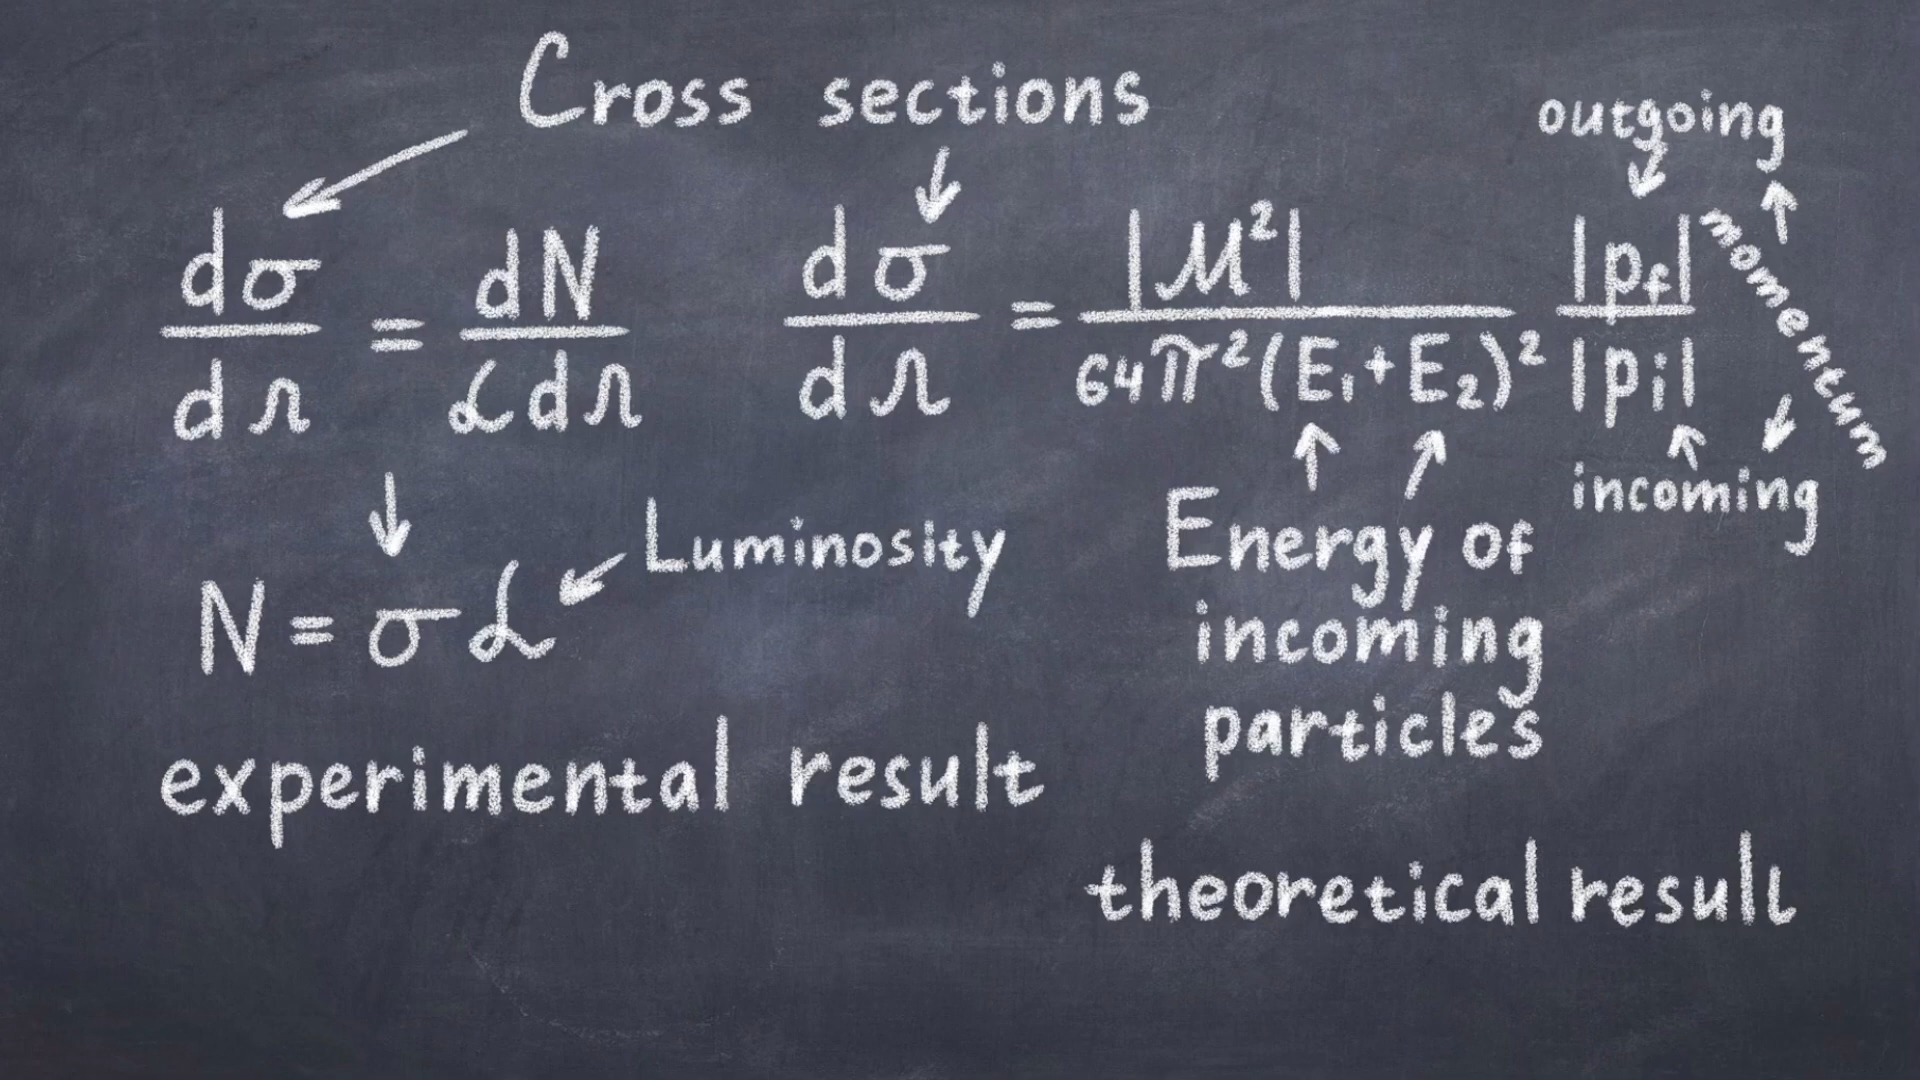 Cross sections
outgoing
momentum
dσ/dΩ = dN/ℒdΩ
dσ/dΩ = |ℳ²|/64π²(E₁+E₂)² |p_f|/|p_i|
incoming
N = σℒ
Luminosity
Energy of
incoming
particles
experimental result
theoretical result